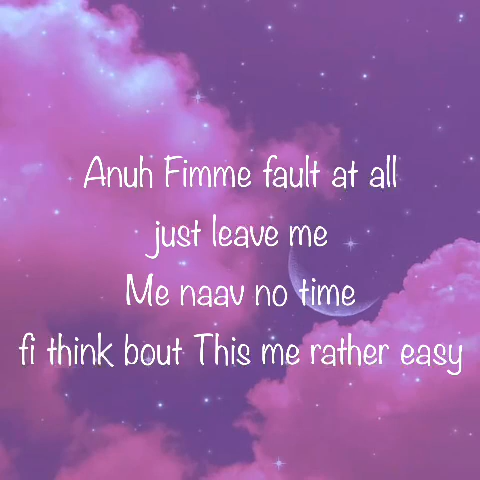 Anuh Fimme fault at all
just leave me
Me naav no time
fi think bout This me rather easy